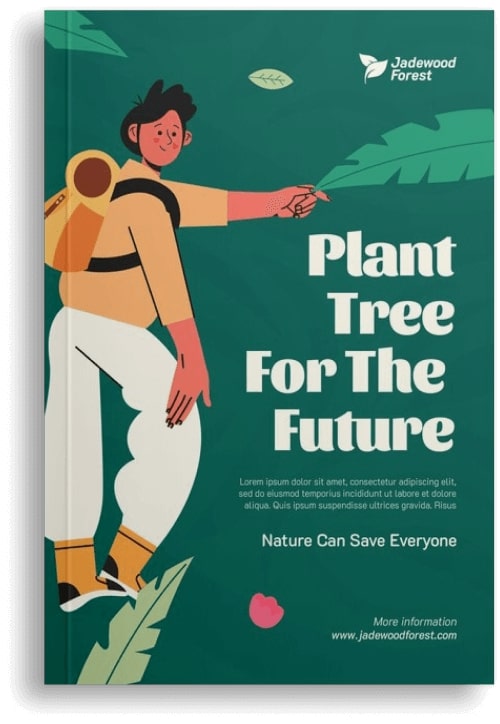 Jadewood
Forest
Plant
Tree
For The
Future
Lorem ipsum dolor sit amet, consectetur adipiscing elit,
sed do eiusmod temporius incididunt ut labore et dolore
aliqua. Quis ipsum suspendisse ultrices gravida. Risus
Nature Can Save Everyone
More information
www.jadewoodforest.com